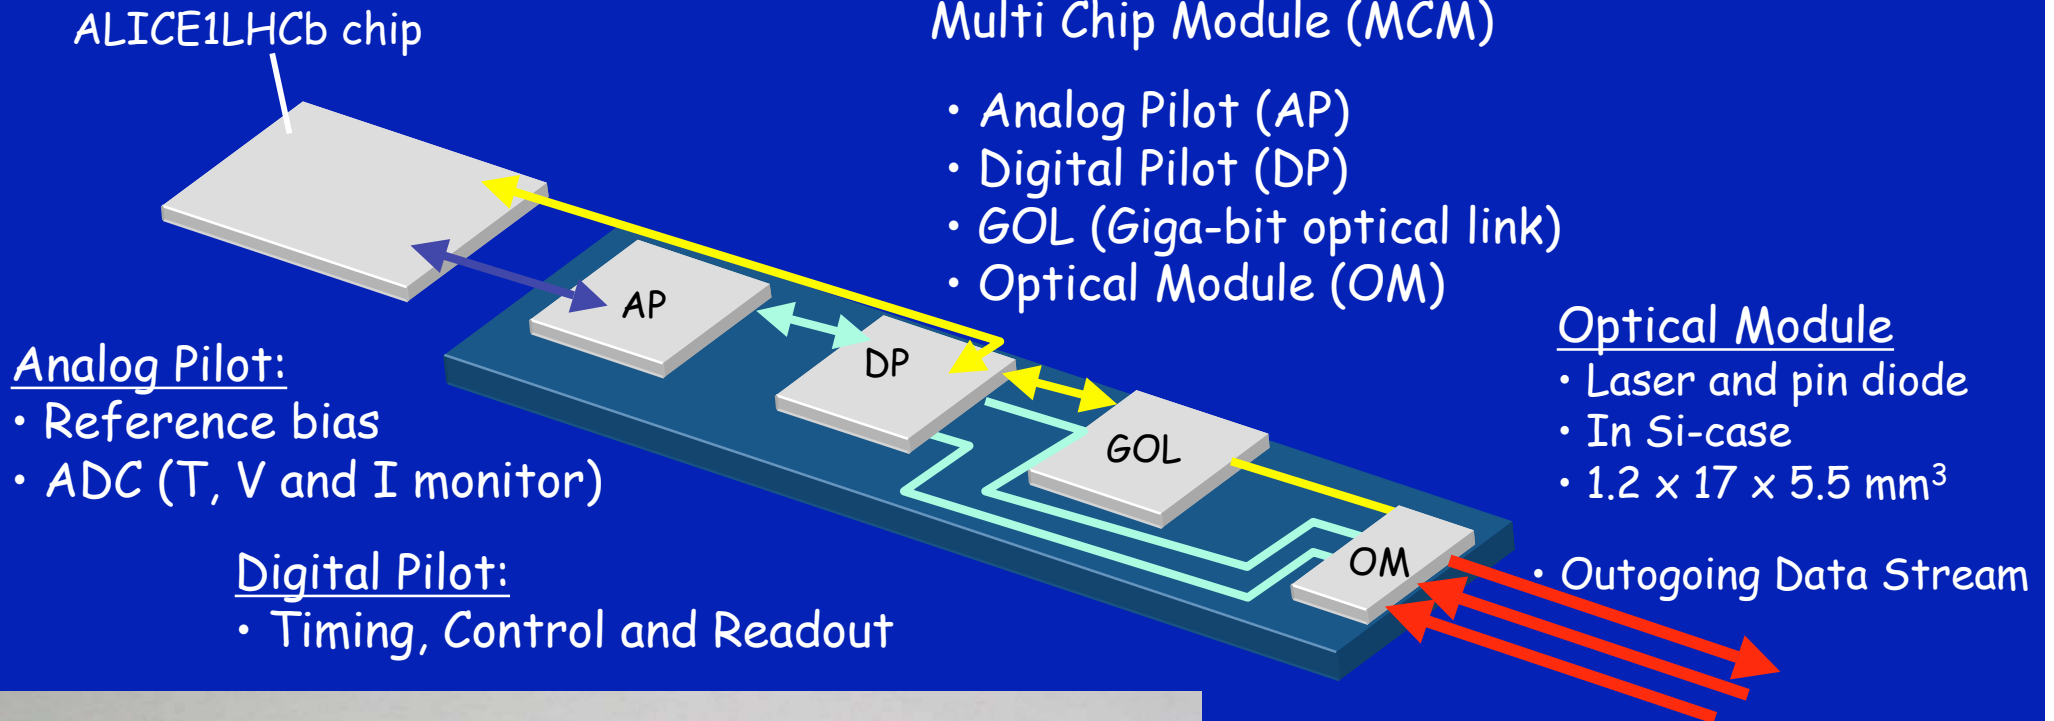 ALICE1LHCb chip
Multi Chip Module (MCM)
• Analog Pilot (AP)
• Digital Pilot (DP)
• GOL (Giga-bit optical link)
• Optical Module (OM)
AP
DP
GOL
OM
Analog Pilot:
• Reference bias
• ADC (T, V and I monitor)
Digital Pilot:
• Timing, Control and Readout
Optical Module
• Laser and pin diode
• In Si-case
• 1.2 x 17 x 5.5 mm³
• Outogoing Data Stream